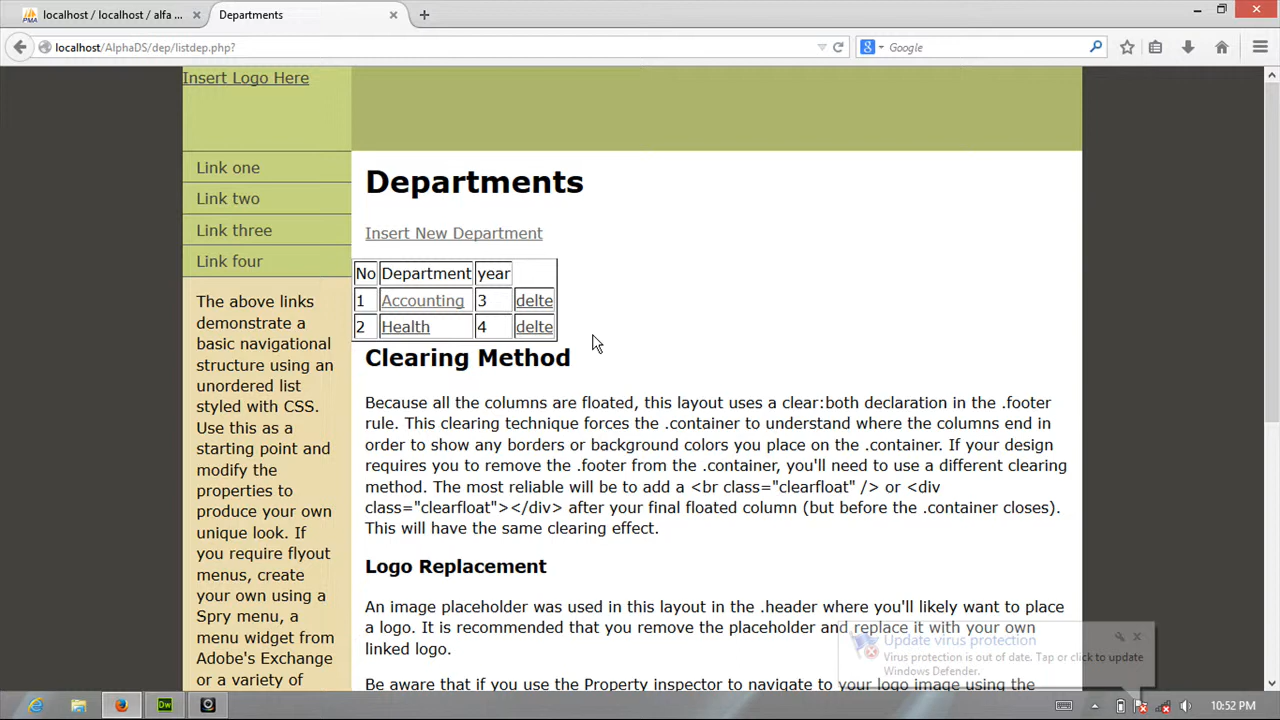 localhost / localhost / alfa ...
Departments
localhost/AlphaDS/dep/listdep.php?
Google
Insert Logo Here
Link one
Link two
Link three
Link four
The above links
demonstrate a
basic navigational
structure using an
unordered list
styled with CSS.
Use this as a
starting point and
modify the
properties to
produce your own
unique look. If
you require flyout
menus, create
your own using a
Spry menu, a
menu widget from
Adobe's Exchange
or a variety of
Departments
Insert New Department
No Department year
1 Accounting 3 delte
2 Health 4 delte
Clearing Method
Because all the columns are floated, this layout uses a clear:both declaration in the .footer
rule. This clearing technique forces the .container to understand where the columns end in
order to show any borders or background colors you place on the .container. If your design
requires you to remove the .footer from the .container, you'll need to use a different clearing
method. The most reliable will be to add a <br class="clearfloat" /> or <div
class="clearfloat"></div> after your final floated column (but before the .container closes).
This will have the same clearing effect.
Logo Replacement
An image placeholder was used in this layout in the .header where you'll likely want to place
a logo. It is recommended that you remove the placeholder and replace it with your own
linked logo.
Be aware that if you use the Property inspector to navigate to your logo image using the
Update virus protection
Virus protection is out of date. Tap or click to update
Windows Defender.
10:52 PM